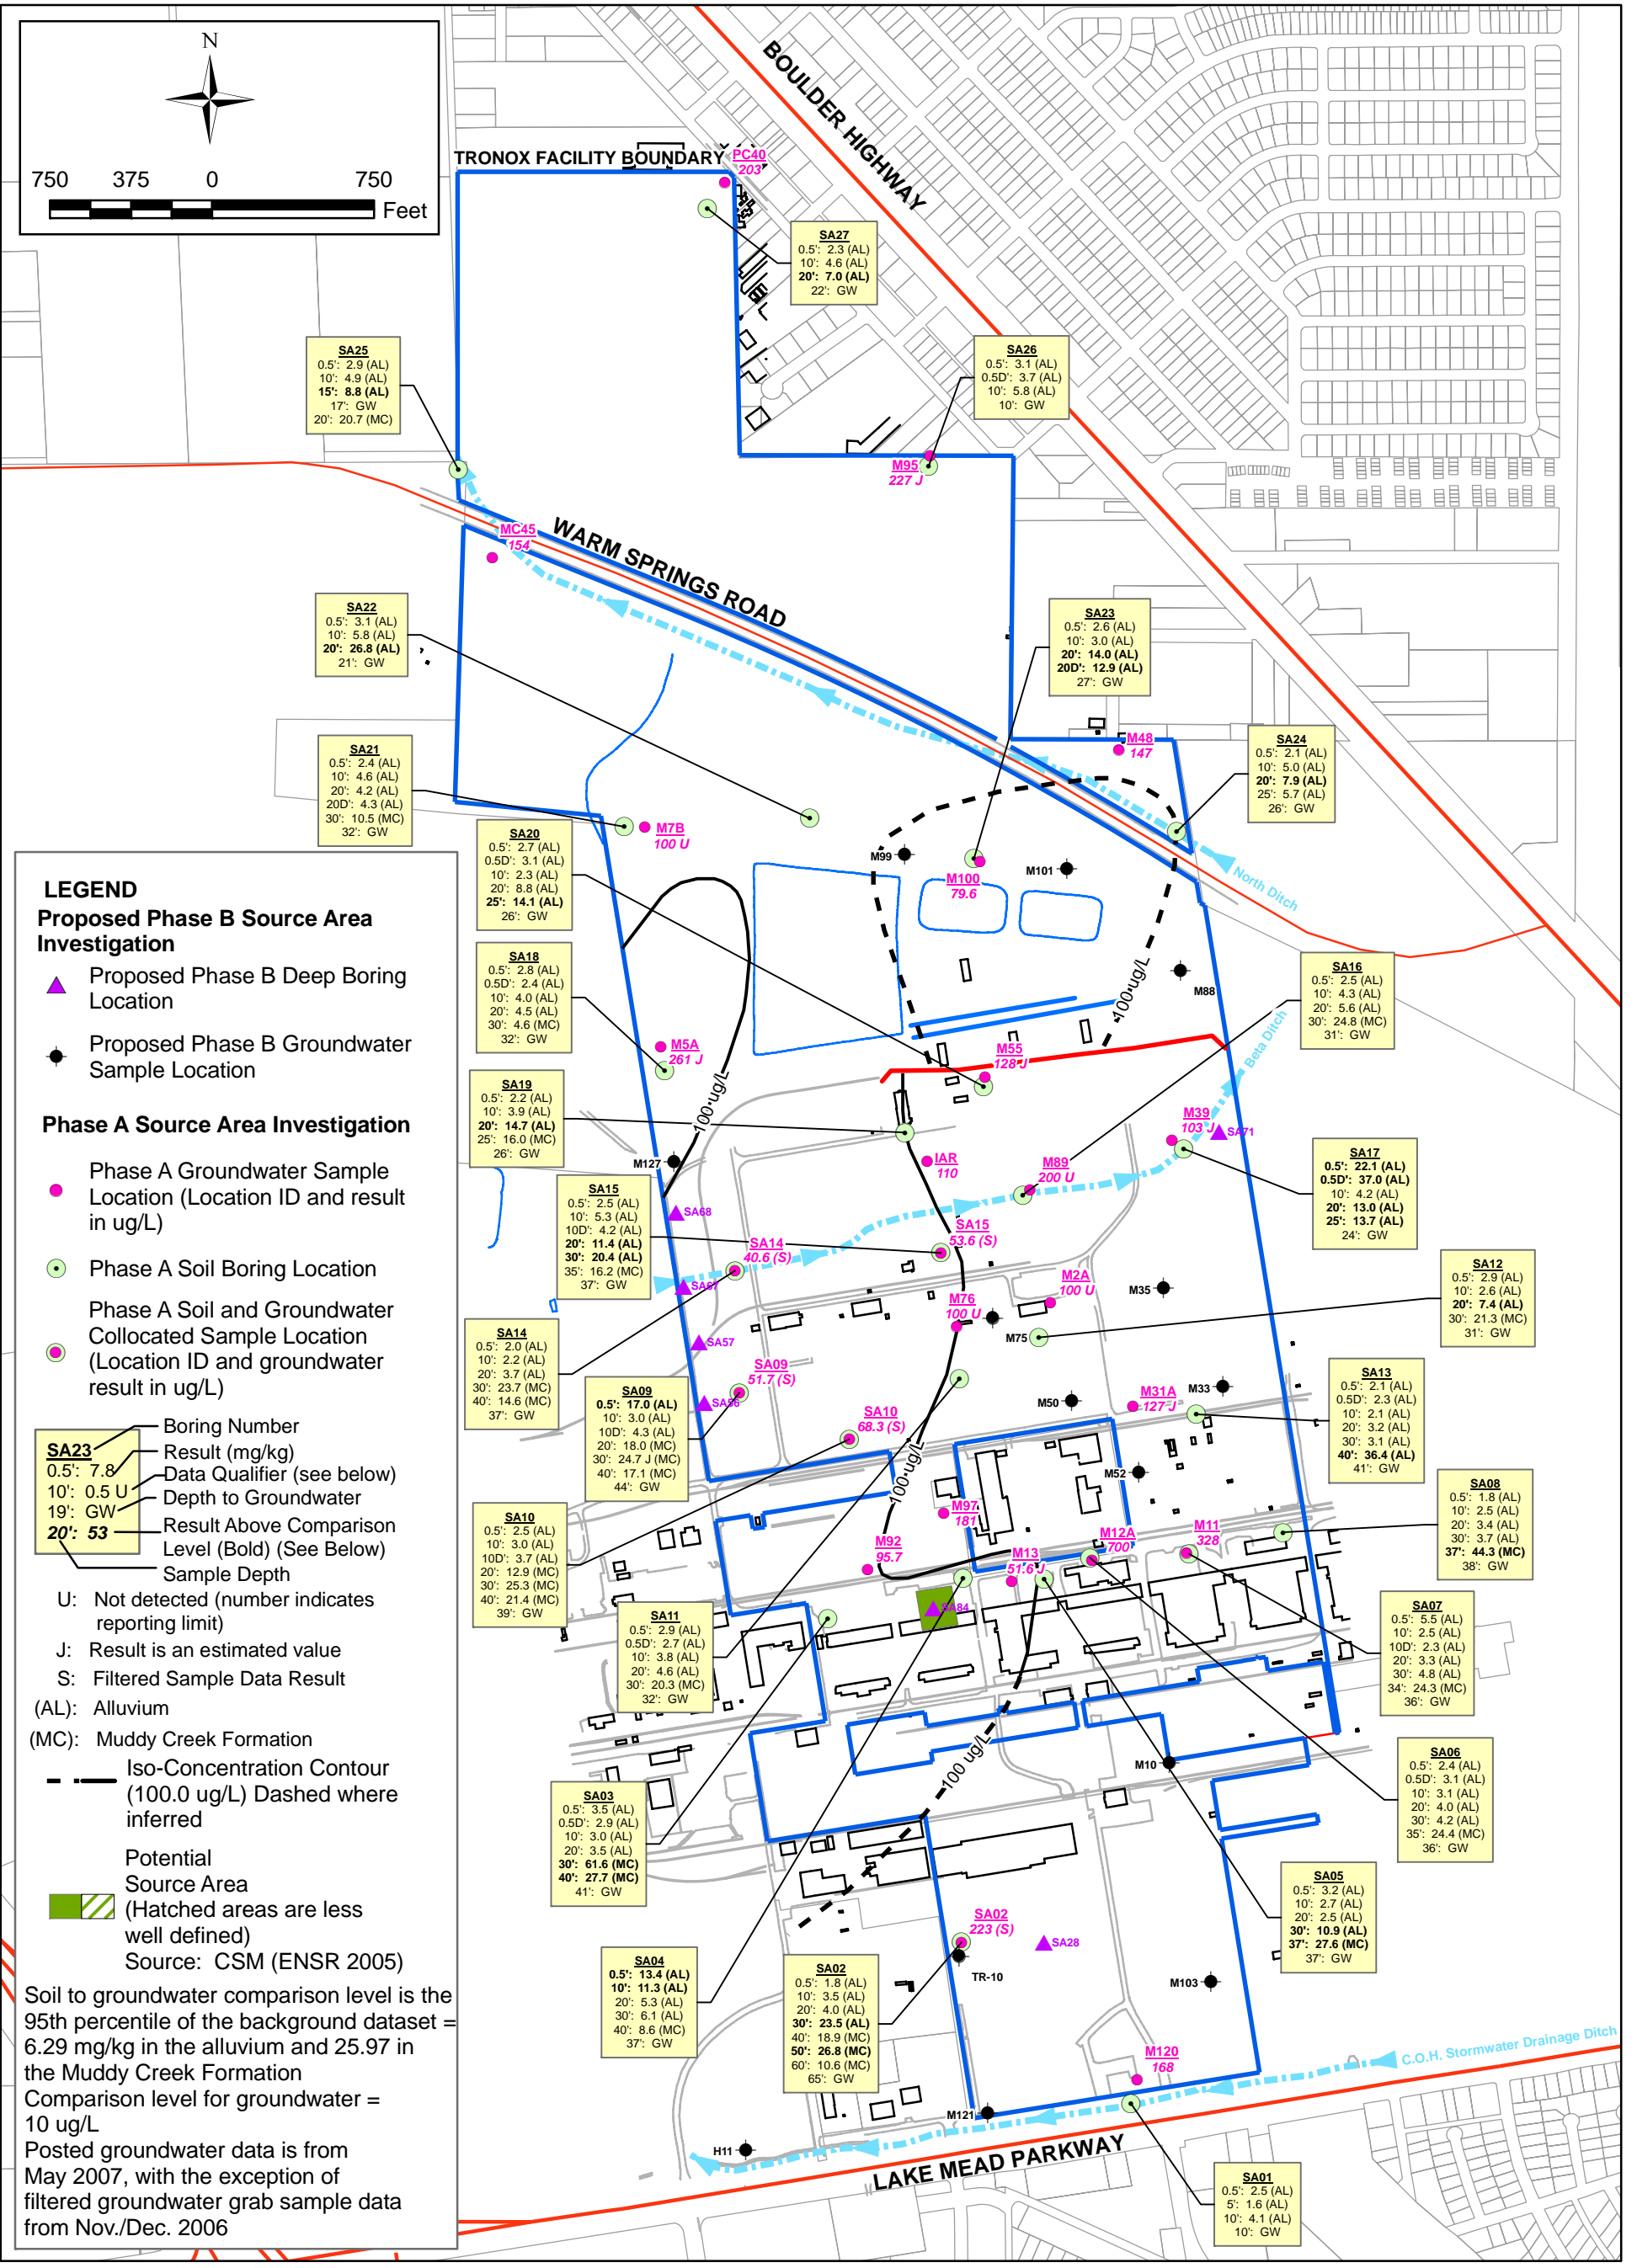 N
750 375 0 750
Feet
BOULDER HIGHWAY
TRONOX FACILITY BOUNDARY
PC40
203
SA27
0.5': 2.3 (AL)
10': 4.6 (AL)
20': 7.0 (AL)
22': GW
SA25
0.5': 2.9 (AL)
10': 4.9 (AL)
15': 8.8 (AL)
17': GW
20': 20.7 (MC)
SA26
0.5': 3.1 (AL)
0.5D': 3.7 (AL)
10': 5.8 (AL)
10': GW
M95
227 J
MC45
154
WARM SPRINGS ROAD
SA22
0.5': 3.1 (AL)
10': 5.8 (AL)
20': 26.8 (AL)
21': GW
SA23
0.5': 2.6 (AL)
10': 3.0 (AL)
20': 14.0 (AL)
20D': 12.9 (AL)
27': GW
SA21
0.5': 2.4 (AL)
10': 4.6 (AL)
20': 4.2 (AL)
20D': 4.3 (AL)
30': 10.5 (MC)
32': GW
M48
147
SA24
0.5': 2.1 (AL)
10': 5.0 (AL)
20': 7.9 (AL)
25': 5.7 (AL)
26': GW
M7B
100 U
SA20
0.5': 2.7 (AL)
0.5D': 3.1 (AL)
10': 2.3 (AL)
20': 8.8 (AL)
25': 14.1 (AL)
26': GW
M99
M100
79.6
M101
North Ditch
SA18
0.5': 2.8 (AL)
0.5D': 2.4 (AL)
10': 4.0 (AL)
20': 4.5 (AL)
30': 4.6 (MC)
32': GW
SA16
0.5': 2.5 (AL)
10': 4.3 (AL)
20': 5.6 (AL)
30': 24.8 (MC)
31': GW
M88
100 ug/L
Beta Ditch
M5A
261 J
M55
128 J
100 ug/L
SA19
0.5': 2.2 (AL)
10': 3.9 (AL)
20': 14.7 (AL)
25': 16.0 (MC)
26': GW
M39
103 J
SA71
M127
IAR
110
M89
200 U
SA17
0.5': 22.1 (AL)
0.5D': 37.0 (AL)
10': 4.2 (AL)
20': 13.0 (AL)
25': 13.7 (AL)
24': GW
SA15
0.5': 2.5 (AL)
10': 5.3 (AL)
10D': 4.2 (AL)
20': 11.4 (AL)
30': 20.4 (AL)
35': 16.2 (MC)
37': GW
SA68
SA14
40.6 (S)
SA15
53.6 (S)
SA67
M2A
100 U
M35
SA12
0.5': 2.9 (AL)
10': 2.6 (AL)
20': 7.4 (AL)
30': 21.3 (MC)
31': GW
M76
100 U
M75
SA14
0.5': 2.0 (AL)
10': 2.2 (AL)
20': 3.7 (AL)
30': 23.7 (MC)
40': 14.6 (MC)
37': GW
SA57
SA09
51.7 (S)
SA56
SA09
0.5': 17.0 (AL)
10': 3.0 (AL)
10D': 4.3 (AL)
20': 18.0 (MC)
30': 24.7 J (MC)
40': 17.1 (MC)
44': GW
SA10
68.3 (S)
M50
M31A
127 J
M33
SA13
0.5': 2.1 (AL)
0.5D': 2.3 (AL)
10': 2.1 (AL)
20': 3.2 (AL)
30': 3.1 (AL)
40': 36.4 (AL)
41': GW
100 ug/L
M52
SA10
0.5': 2.5 (AL)
10': 3.0 (AL)
10D': 3.7 (AL)
20': 12.9 (MC)
30': 25.3 (MC)
40': 21.4 (MC)
39': GW
M97
181
M92
95.7
M13
51.6 J
M12A
700
M11
328
SA08
0.5': 1.8 (AL)
10': 2.5 (AL)
20': 3.4 (AL)
30': 3.7 (AL)
37': 44.3 (MC)
38': GW
SA84
SA11
0.5': 2.9 (AL)
0.5D': 2.7 (AL)
10': 3.8 (AL)
20': 4.6 (AL)
30': 20.3 (MC)
32': GW
SA07
0.5': 5.5 (AL)
10': 2.5 (AL)
10D': 2.3 (AL)
20': 3.3 (AL)
30': 4.8 (AL)
34': 24.3 (MC)
36': GW
100 ug/L
M10
SA06
0.5': 2.4 (AL)
0.5D': 3.1 (AL)
10': 3.1 (AL)
20': 4.0 (AL)
30': 4.2 (AL)
35': 24.4 (MC)
36': GW
SA03
0.5': 3.5 (AL)
0.5D': 2.9 (AL)
10': 3.0 (AL)
20': 3.5 (AL)
30': 61.6 (MC)
40': 27.7 (MC)
41': GW
SA05
0.5': 3.2 (AL)
10': 2.7 (AL)
20': 2.5 (AL)
30': 10.9 (AL)
37': 27.6 (MC)
37': GW
SA02
223 (S)
SA28
TR-10
M103
SA04
0.5': 13.4 (AL)
10': 11.3 (AL)
20': 5.3 (AL)
30': 6.1 (AL)
40': 8.6 (MC)
37': GW
SA02
0.5': 1.8 (AL)
10': 3.5 (AL)
20': 4.0 (AL)
30': 23.5 (AL)
40': 18.9 (MC)
50': 26.8 (MC)
60': 10.6 (MC)
65': GW
M120
168
C.O.H. Stormwater Drainage Ditch
M121
H11
LAKE MEAD PARKWAY
SA01
0.5': 2.5 (AL)
5': 1.6 (AL)
10': 4.1 (AL)
10': GW
LEGEND
Proposed Phase B Source Area
Investigation
Proposed Phase B Deep Boring
Location
Proposed Phase B Groundwater
Sample Location
Phase A Source Area Investigation
Phase A Groundwater Sample
Location (Location ID and result
in ug/L)
Phase A Soil Boring Location
Phase A Soil and Groundwater
Collocated Sample Location
(Location ID and groundwater
result in ug/L)
SA23
0.5': 7.8
10': 0.5 U
19': GW
20': 53
Boring Number
Result (mg/kg)
Data Qualifier (see below)
Depth to Groundwater
Result Above Comparison
Level (Bold) (See Below)
Sample Depth
U: Not detected (number indicates
reporting limit)
J: Result is an estimated value
S: Filtered Sample Data Result
(AL): Alluvium
(MC): Muddy Creek Formation
Iso-Concentration Contour
(100.0 ug/L) Dashed where
inferred
Potential
Source Area
(Hatched areas are less
well defined)
Source: CSM (ENSR 2005)
Soil to groundwater comparison level is the
95th percentile of the background dataset =
6.29 mg/kg in the alluvium and 25.97 in
the Muddy Creek Formation
Comparison level for groundwater =
10 ug/L
Posted groundwater data is from
May 2007, with the exception of
filtered groundwater grab sample data
from Nov./Dec. 2006